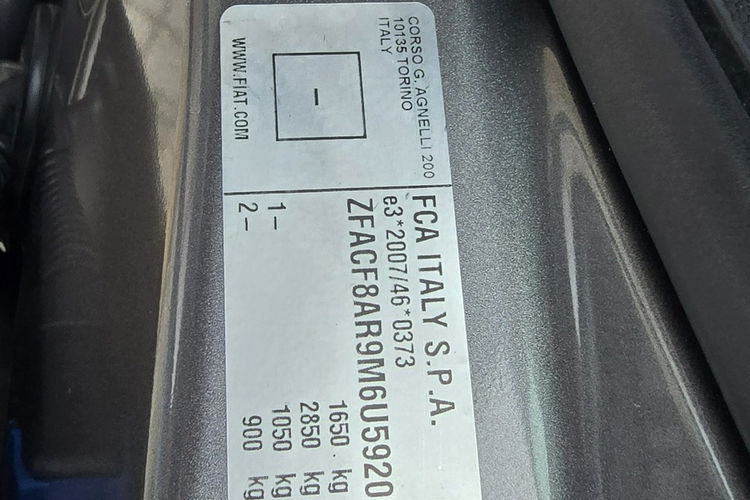 FCA ITALY S.P.A.
e3*2007/46*0373
ZFACF8AR9M6U5920
1650 kg
2850 kg
1- 1050 kg
2- 900 kg
CORSO G. AGNELLI 200
10135 TORINO
ITALY
-
WWW.FIAT.COM